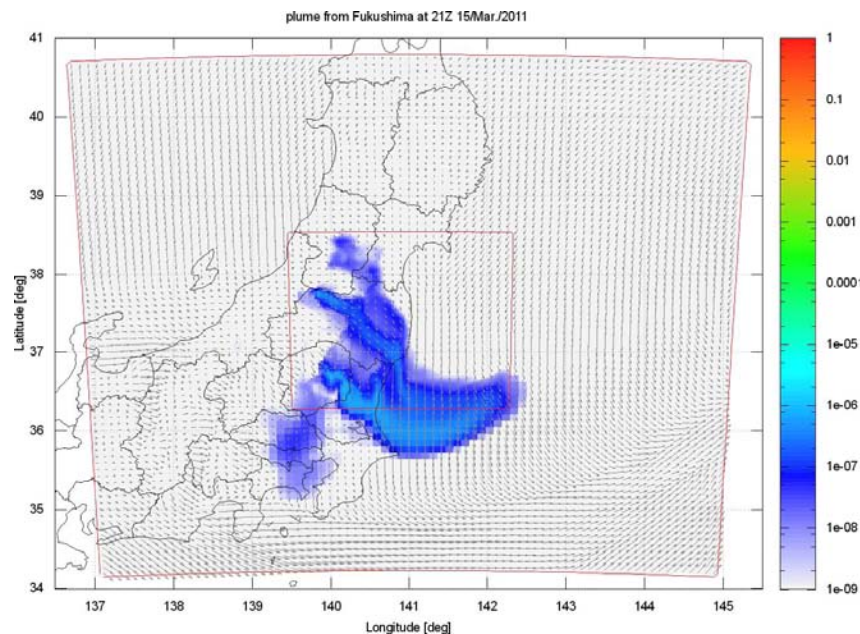 plume from Fukushima at 21Z 15/Mar./2011
41
40
39
38
37
36
35
34
Latitude [deg]
137
138
139
140
141
142
143
144
145
Longitude [deg]
1
0.1
0.01
0.001
0.0001
1e-05
1e-06
1e-07
1e-08
1e-09